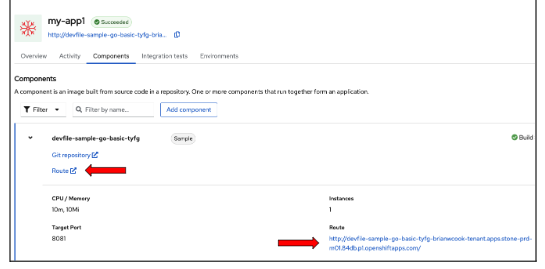 my-app1 Succeeded
http://devfile-sample-go-basic-tyfg-bria...
Overview Activity Components Integration tests Environments
Components
A component is an image built from source code in a repository. One or more components that run together form an application.
Filter Filter by name... Add component
devfile-sample-go-basic-tyfg Sample Build
Git repository
Route
CPU / Memory Instances
10m, 10Mi 1
Target Port Route
8081 http://devfile-sample-go-basic-tyfg-brianwcook-tenant.apps.stone-prd-
m01.84db.p1.openshiftapps.com/